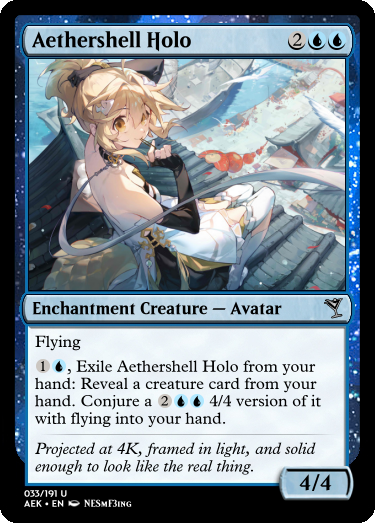 Aethershell Holo 2
Flying
1, Exile Aethershell Holo from your
hand: Reveal a creature card from your
hand. Conjure a 2 4/4 version of it
with flying into your hand.
Projected at 4K, framed in light, and solid
enough to look like the real thing.
Enchantment Creature — Avatar
4/4
033/191 U
AEK • EN NESMF3ING